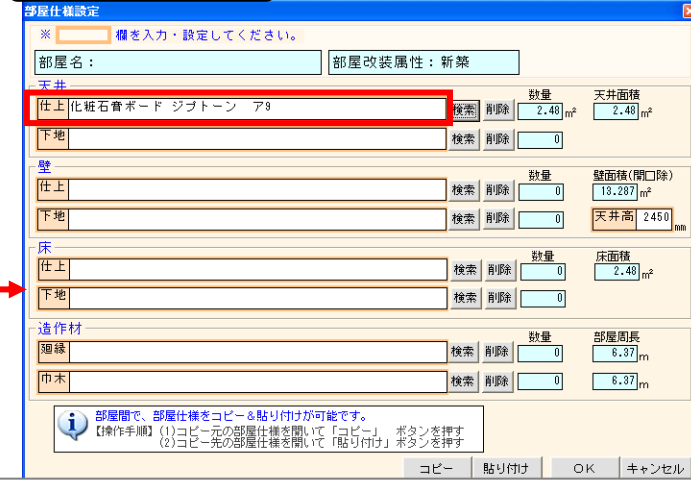 部屋仕様設定
※ 欄を入力・設定してください。
部屋名： 部屋改装属性：新築
天井
数量 天井面積
仕上 化粧石膏ボード ジプトーン ア9 検索 削除 2.48 m² 2.48 m²
下地 検索 削除 0
壁
数量 壁面積(開口除)
仕上 検索 削除 0 13.287 m²
下地 検索 削除 0 天井高 2450 mm
床
数量 床面積
仕上 検索 削除 0 2.48 m²
下地 検索 削除 0
造作材
数量 部屋周長
廻縁 検索 削除 0 6.37 m
巾木 検索 削除 0 6.37 m
部屋間で、部屋仕様をコピー＆貼り付けが可能です。
【操作手順】(1)コピー元の部屋仕様を開いて「コピー」 ボタンを押す
(2)コピー先の部屋仕様を開いて「貼り付け」ボタンを押す
コピー 貼り付け ＯＫ キャンセル